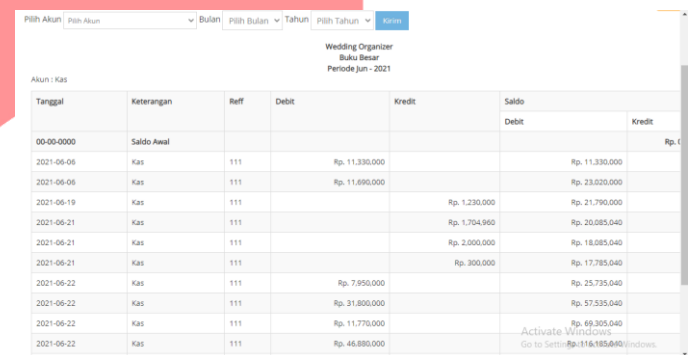 Pilih Akun Pilih Akun Bulan Pilih Bulan Tahun Pilih Tahun Kirim
Wedding Organizer
Buku Besar
Periode Jun - 2021
Akun : Kas
Tanggal Keterangan Reff Debit Kredit Saldo
Debit Kredit
00-00-0000 Saldo Awal Rp.
2021-06-06 Kas 111 Rp. 11,330,000 Rp. 11,330,000
2021-06-06 Kas 111 Rp. 11,690,000 Rp. 23,020,000
2021-06-19 Kas 111 Rp. 1,230,000 Rp. 21,790,000
2021-06-21 Kas 111 Rp. 1,704,960 Rp. 20,085,040
2021-06-21 Kas 111 Rp. 2,000,000 Rp. 18,085,040
2021-06-21 Kas 111 Rp. 300,000 Rp. 17,785,040
2021-06-22 Kas 111 Rp. 7,950,000 Rp. 25,735,040
2021-06-22 Kas 111 Rp. 31,800,000 Rp. 57,535,040
2021-06-22 Kas 111 Rp. 11,770,000 Rp. 69,305,040
Activate Windows
2021-06-22 Kas 111 Rp. 46,880,000 Rp. 116,185,040
Go to Settings Windows.